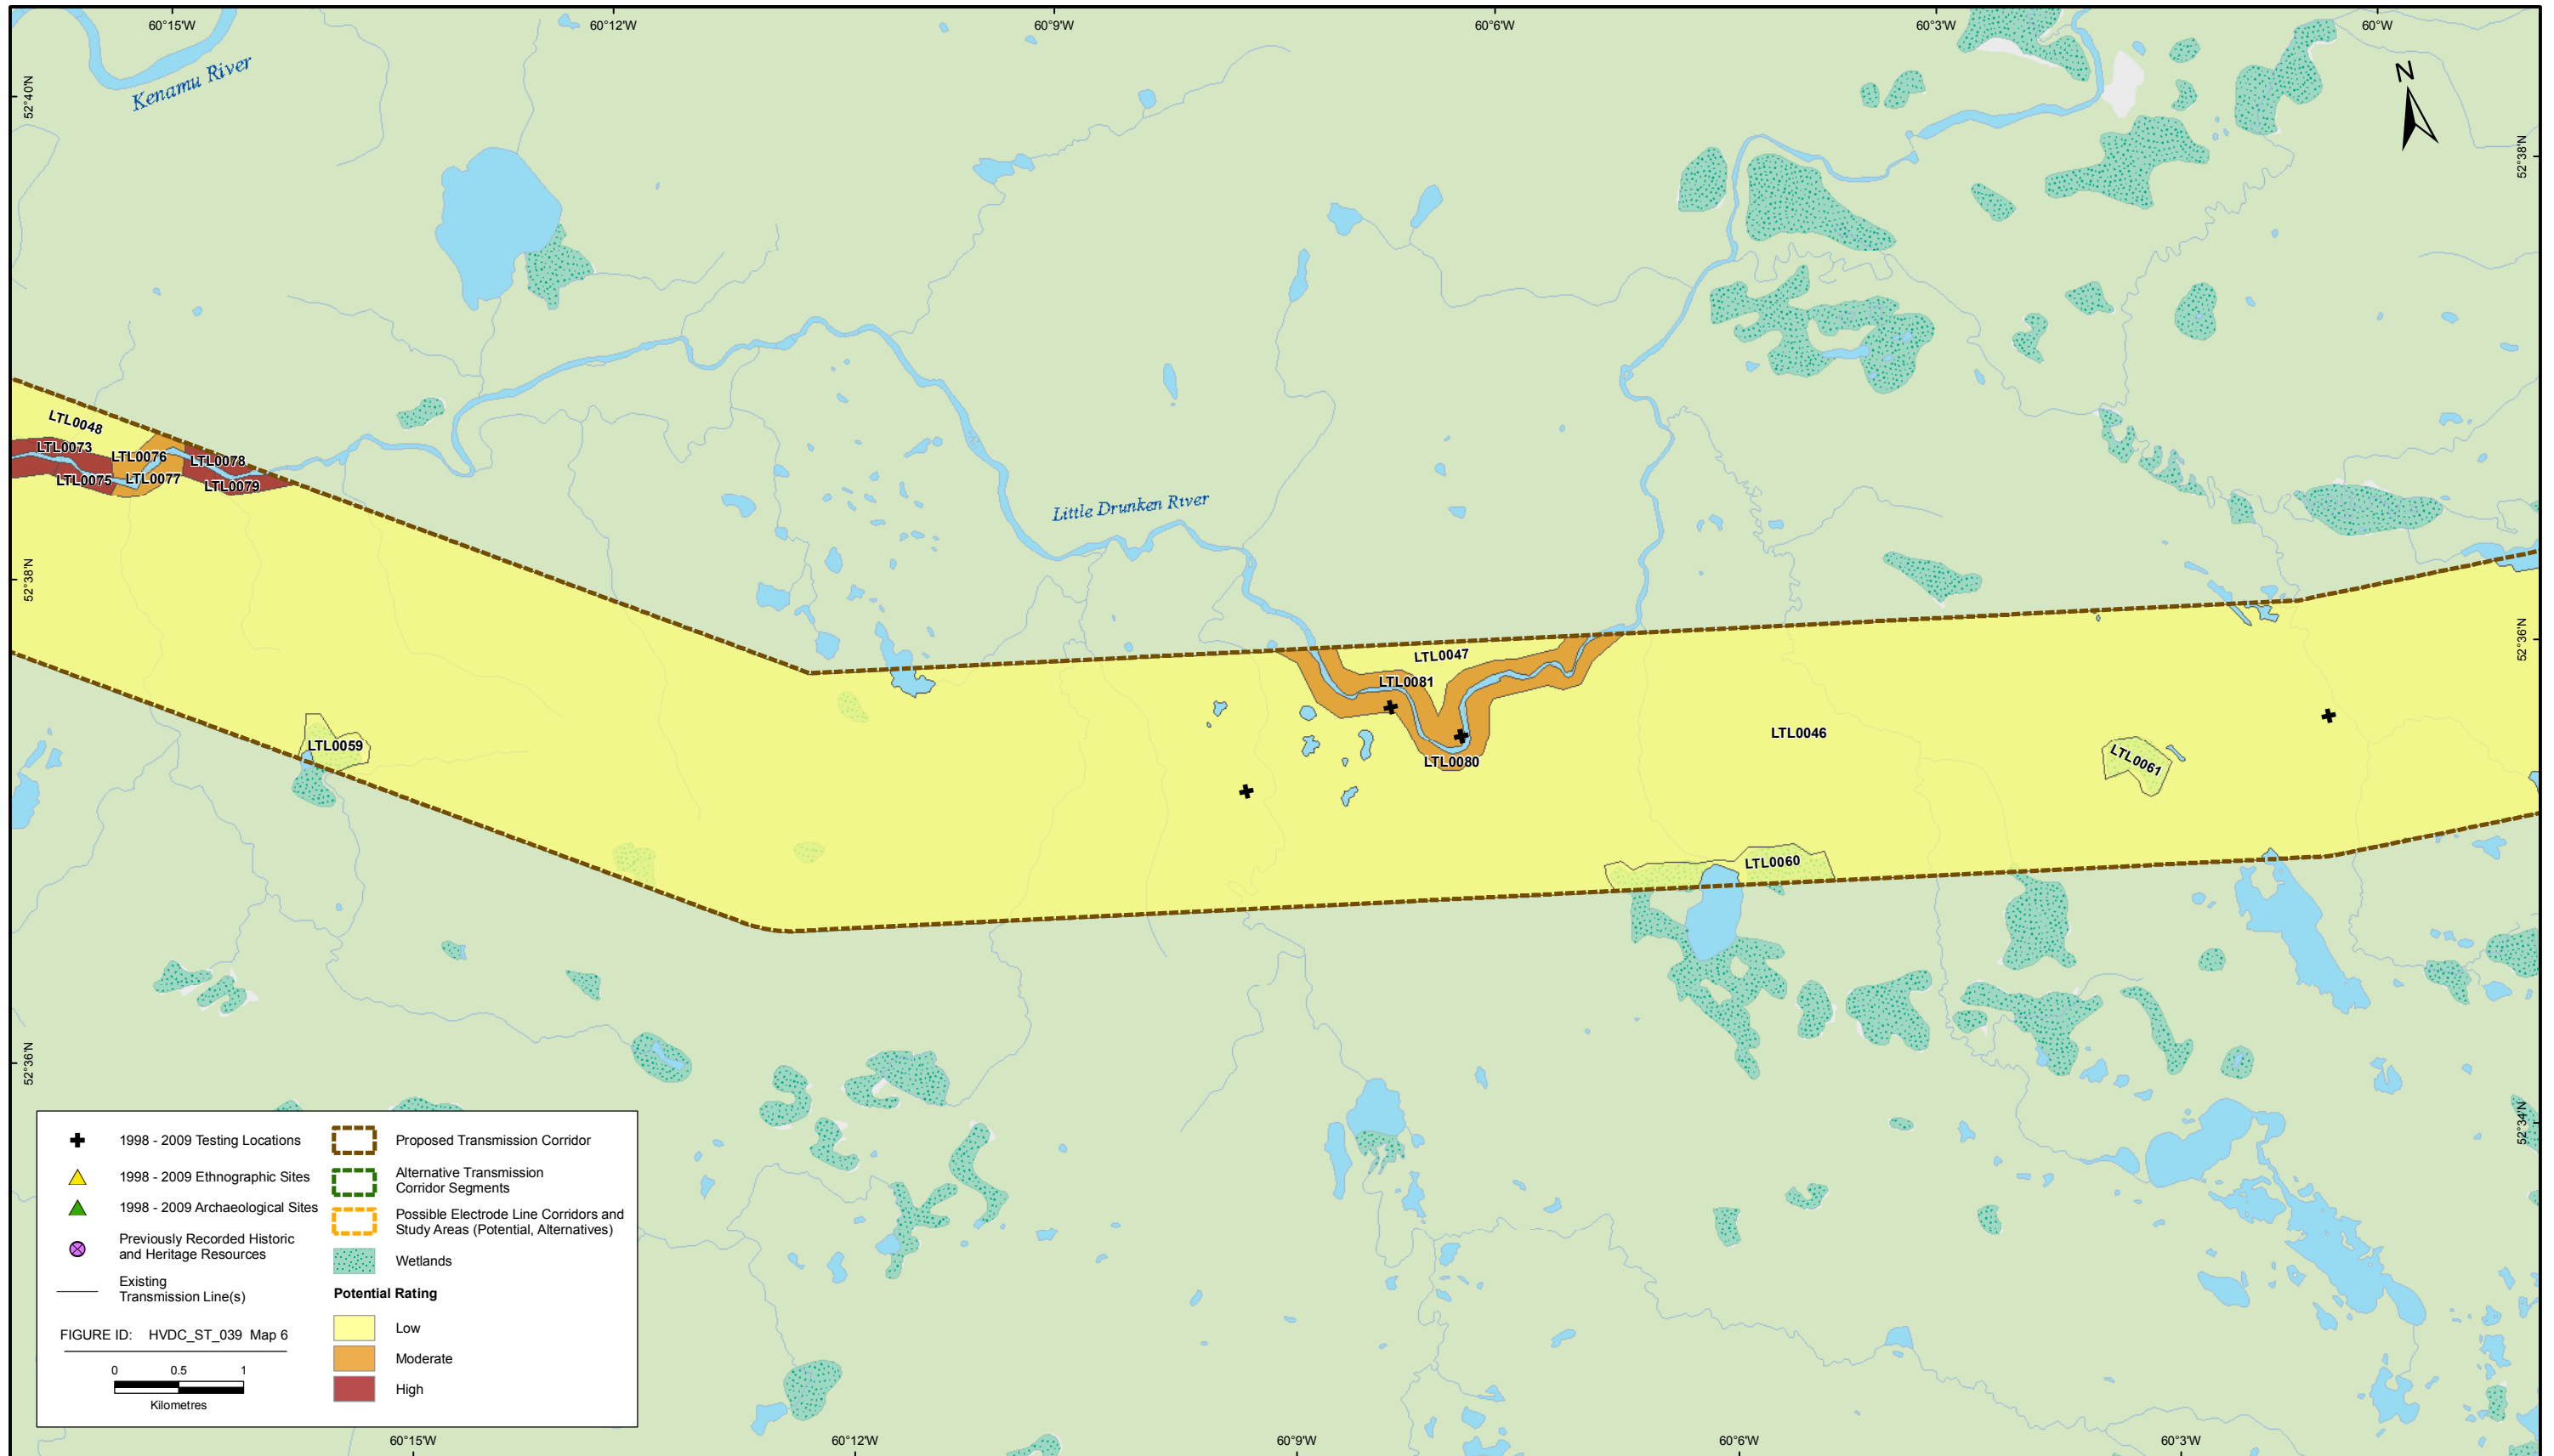 60°15'W
60°12'W
60°9'W
60°6'W
60°3'W
60°W
Kenamu River
52°40'N
N
52°38'N
LTL0048
LTL0073
LTL0076
LTL0078
LTL0075
LTL0077
LTL0079
Little Drunken River
52°38'N
52°36'N
LTL0047
LTL0081
LTL0046
LTL0059
LTL0080
LTL0061
LTL0060
52°36'N
52°34'N
1998 - 2009 Testing Locations
1998 - 2009 Ethnographic Sites
1998 - 2009 Archaeological Sites
Previously Recorded Historic
and Heritage Resources
Existing
Transmission Line(s)
FIGURE ID: HVDC_ST_039 Map 6
0 0.5 1
Kilometres
Proposed Transmission Corridor
Alternative Transmission
Corridor Segments
Possible Electrode Line Corridors and
Study Areas (Potential, Alternatives)
Wetlands
Potential Rating
Low
Moderate
High
60°15'W
60°12'W
60°9'W
60°6'W
60°3'W